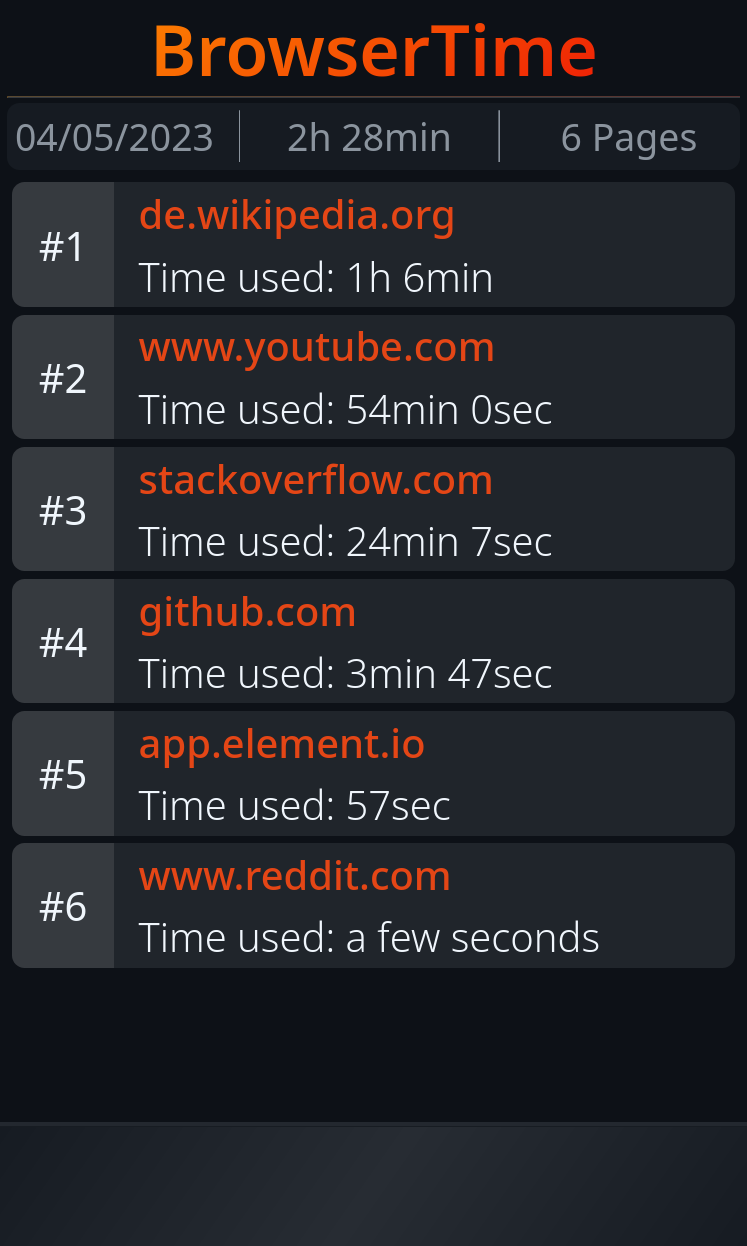 BrowserTime
04/05/2023 2h 28min 6 Pages
#1
de.wikipedia.org
Time used: 1h 6min
#2
www.youtube.com
Time used: 54min 0sec
#3
stackoverflow.com
Time used: 24min 7sec
#4
github.com
Time used: 3min 47sec
#5
app.element.io
Time used: 57sec
#6
www.reddit.com
Time used: a few seconds